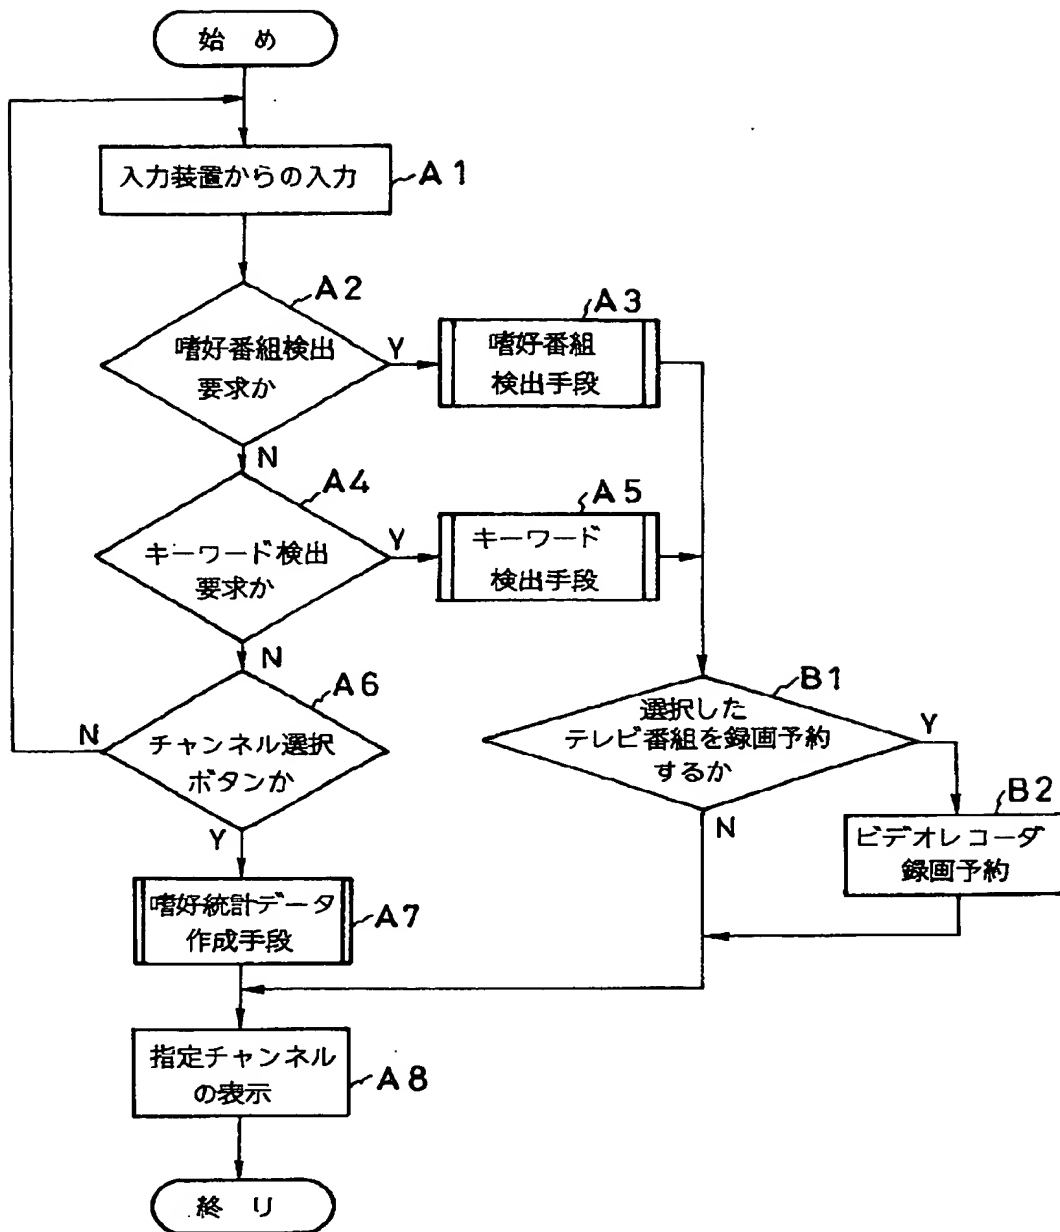 始め
入力装置からの入力
A1
A2
嗜好番組検出
要求か
Y
N
A3
嗜好番組
検出手段
A4
キーワード検出
要求か
Y
N
A5
キーワード
検出手段
A6
チャンネル選択
ボタンか
N
Y
B1
選択した
テレビ番組を録画予約
するか
Y
N
B2
ビデオレコーダ
録画予約
嗜好統計データ
作成手段
A7
指定チャンネル
の表示
A8
終り